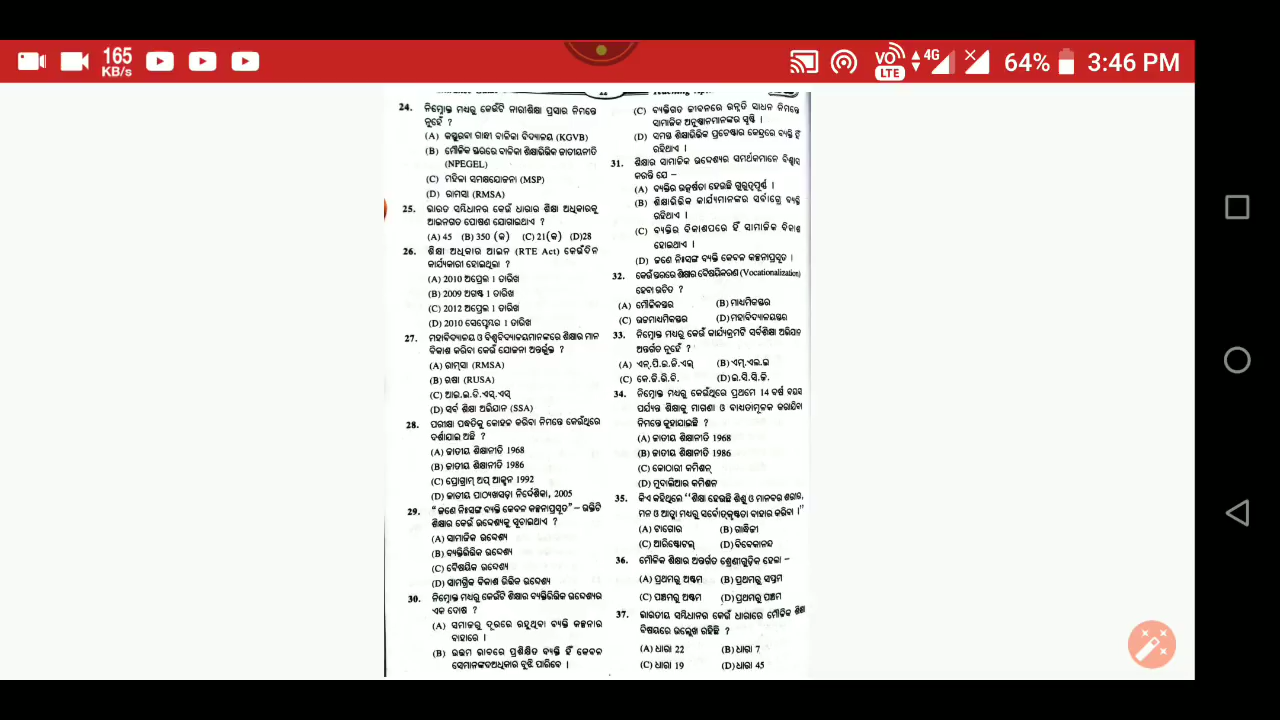 165
KB/s
VO
LTE
4G
64%
3:46 PM
22
24. ନିମ୍ନୋକ୍ତ ମଧ୍ୟରୁ କେଉଁଟି ନାରୀଶିକ୍ଷା ପ୍ରସାର ନିମନ୍ତେ
ନୁହେଁ ?
(A) କସ୍ତୁରବା ଗାନ୍ଧୀ ବାଳିକା ବିଦ୍ୟାଳୟ (KGVB)
(B) ମୌଳିକ ସ୍ତରରେ ବାଳିକା ଶିକ୍ଷାଭିତ୍ତିକ ଜାତୀୟନୀତି
(NPEGEL)
(C) ମହିଳା ସମକ୍ଷଯୋଜନା (MSP)
(D) ରାମସା (RMSA)
25. ଭାରତ ସମ୍ବିଧାନର କେଉଁ ଧାରାର ଶିକ୍ଷା ଅଧିକାରକୁ
ଆଇନଗତ ପୋଷଣ ଯୋଗାଇଥାଏ ?
(A) 45 (B) 350 (କ) (C) 21(କ) (D)28
26. ଶିକ୍ଷା ଅଧିକାର ଆଇନ (RTE Act) କେଉଁଦିନ
କାର୍ଯ୍ୟକାରୀ ହୋଇଥିଲା ?
(A) 2010 ଅପ୍ରେଲ 1 ତାରିଖ
(B) 2009 ଅଗଷ୍ଟ 1 ତାରିଖ
(C) 2012 ଅପ୍ରେଲ 1 ତାରିଖ
(D) 2010 ସେପ୍ଟେମ୍ବର 1 ତାରିଖ
27. ମହାବିଦ୍ୟାଳୟ ଓ ବିଶ୍ୱବିଦ୍ୟାଳୟମାନଙ୍କରେ ଶିକ୍ଷାର ମାନ
ବିକାଶ କରିବା କେଉଁ ଯୋଜନା ଅନ୍ତର୍ଭୁକ୍ତ ?
(A) ରାମ୍‌ସା (RMSA)
(B) ରଷା (RUSA)
(C) ଆଇ.ଇ.ଡି.ଏସ୍.ଏସ୍
(D) ସର୍ବ ଶିକ୍ଷା ଅଭିଯାନ (SSA)
28. ପରୀକ୍ଷା ପଦ୍ଧତିକୁ କୋହଳ କରିବା ନିମନ୍ତେ କେଉଁଥିରେ
ଦର୍ଶାଯାଇ ଅଛି ?
(A) ଜାତୀୟ ଶିକ୍ଷାନୀତି 1968
(B) ଜାତୀୟ ଶିକ୍ଷାନୀତି 1986
(C) ପ୍ରୋଗ୍ରାମ୍ ଅଫ୍ ଆକ୍ସନ 1992
(D) ଜାତୀୟ ପାଠ୍ୟଖସଡ଼ା ନିର୍ଦ୍ଦେଶିକା, 2005
29. “ଜଣେ ନିଃସଙ୍ଗ ବ୍ୟକ୍ତି କେବଳ କଳ୍ପନାପ୍ରସୂତ” – ଉକ୍ତିଟି
ଶିକ୍ଷାର କେଉଁ ଉଦ୍ଦେଶ୍ୟକୁ ସୂଚାଇଥାଏ ?
(A) ସାମାଜିକ ଉଦ୍ଦେଶ୍ୟ
(B) ବ୍ୟକ୍ତିଭିତ୍ତିକ ଉଦ୍ଦେଶ୍ୟ
(C) ବୈଷୟିକ ଉଦ୍ଦେଶ୍ୟ
(D) ସାମଗ୍ରିକ ବିକାଶ ଭିତ୍ତିକ ଉଦ୍ଦେଶ୍ୟ
30. ନିମ୍ନୋକ୍ତ ମଧ୍ୟରୁ କେଉଁଟି ଶିକ୍ଷାର ବ୍ୟକ୍ତିଭିତ୍ତିକ ଉଦ୍ଦେଶ୍ୟର
ଏକ ଦୋଷ ?
(A) ସମାଜରୁ ଦୂରରେ ରହୁଥିବା ବ୍ୟକ୍ତି କଳ୍ପନାର
ବାହାରେ ।
(B) ଉତ୍ତମ ଭାବରେ ପ୍ରଶିକ୍ଷିତ ବ୍ୟକ୍ତି ହିଁ କେବଳ
ସେମାନଙ୍କଅଧିକାର ବୁଝି ପାରିବେ ।
(C) ବ୍ୟକ୍ତିଗତ ଜୀବନରେ ଉନ୍ନତି ସାଧନ ନିମନ୍ତେ
ସାମାଜିକ ଅନୁଷ୍ଠାନମାନଙ୍କର ସୃଷ୍ଟି ।
(D) ସମସ୍ତ ଶିକ୍ଷାଭିତ୍ତିକ ପ୍ରଚେଷ୍ଟାର କେନ୍ଦ୍ରରେ ବ୍ୟକ୍ତି ହିଁ
ରହିଥାଏ ।
31. ଶିକ୍ଷାର ସାମାଜିକ ଉଦ୍ଦେଶ୍ୟର ସମର୍ଥକମାନେ ବିଶ୍ୱାସ
କରନ୍ତି ଯେ –
(A) ବ୍ୟକ୍ତିର ଉତ୍କର୍ଷତା ହେଉଛି ଗୁରୁତ୍ୱପୂର୍ଣ୍ଣ ।
(B) ଶିକ୍ଷାଭିତ୍ତିକ କାର୍ଯ୍ୟମାନଙ୍କର ସର୍ବାଗ୍ରେ ବ୍ୟକ୍ତି
ରହିଥାଏ ।
(C) ବ୍ୟକ୍ତିର ବିକାଶପରେ ହିଁ ସାମାଜିକ ବିକାଶ
ହୋଇଥାଏ ।
(D) ଜଣେ ନିଃସଙ୍ଗ ବ୍ୟକ୍ତି କେବଳ କଳ୍ପନାପ୍ରସୂତ ।
32. କେଉଁସ୍ତରରେ ଶିକ୍ଷାର ବୈଷୟିକରଣ (Vocationalization)
ହେବା ଉଚିତ ?
(A) ମୌଳିକସ୍ତର (B) ମାଧ୍ୟମିକସ୍ତର
(C) ଉଚ୍ଚମାଧ୍ୟମିକସ୍ତର (D) ମହାବିଦ୍ୟାଳୟସ୍ତର
33. ନିମ୍ନୋକ୍ତ ମଧ୍ୟରୁ କେଉଁ କାର୍ଯ୍ୟକ୍ରମଟି ସର୍ବଶିକ୍ଷା ଅଭିଯାନ
ଅନ୍ତର୍ଗତ ନୁହେଁ ?
(A) ଏନ୍.ପି.ଇ.ଜି.ଏଲ୍ (B) ଏମ୍.ଏଲ.ଇ
(C) କେ.ଜି.ଭି.ବି. (D) ଇ.ସି.ସି.ଜି.
34. ନିମ୍ନୋକ୍ତ ମଧ୍ୟରୁ କେଉଁଥିରେ ପ୍ରଥମେ 14 ବର୍ଷ ବୟସ
ପର୍ଯ୍ୟନ୍ତ ଶିକ୍ଷାକୁ ମାଗଣା ଓ ବାଧ୍ୟତାମୂଳକ କରାଯିବା
ନିମନ୍ତେ କୁହାଯାଇଛି ?
(A) ଜାତୀୟ ଶିକ୍ଷାନୀତି 1968
(B) ଜାତୀୟ ଶିକ୍ଷାନୀତି 1986
(C) କୋଠାରୀ କମିଶନ୍
(D) ମୁଦାଲିଆର କମିଶନ
35. କିଏ କହିଥିଲେ “ଶିକ୍ଷା ହେଉଛି ଶିଶୁ ଓ ମାନବର ଶରୀର,
ମନ ଓ ଆତ୍ମା ମଧ୍ୟରୁ ସର୍ବୋତ୍କୃଷ୍ଟତା ବାହାର କରିବା ।”
(A) ଟାଗୋର (B) ଗାନ୍ଧିଜୀ
(C) ଆରିଷ୍ଟୋଟଲ୍ (D) ବିବେକାନନ୍ଦ
36. ମୌଳିକ ଶିକ୍ଷାର ଅନ୍ତର୍ଗତ ଶ୍ରେଣୀଗୁଡ଼ିକ ହେଲା –
(A) ପ୍ରଥମରୁ ଅଷ୍ଟମ (B) ପ୍ରଥମରୁ ସପ୍ତମ
(C) ପଞ୍ଚମରୁ ଅଷ୍ଟମ (D) ପ୍ରଥମରୁ ପଞ୍ଚମ
37. ଭାରତୀୟ ସମ୍ବିଧାନର କେଉଁ ଧାରାରେ ମୌଳିକ ଶିକ୍ଷା
ବିଷୟରେ ଉଲ୍ଲେଖ ରହିଛି ?
(A) ଧାରା 22 (B) ଧାରା 7
(C) ଧାରା 19 (D) ଧାରା 45